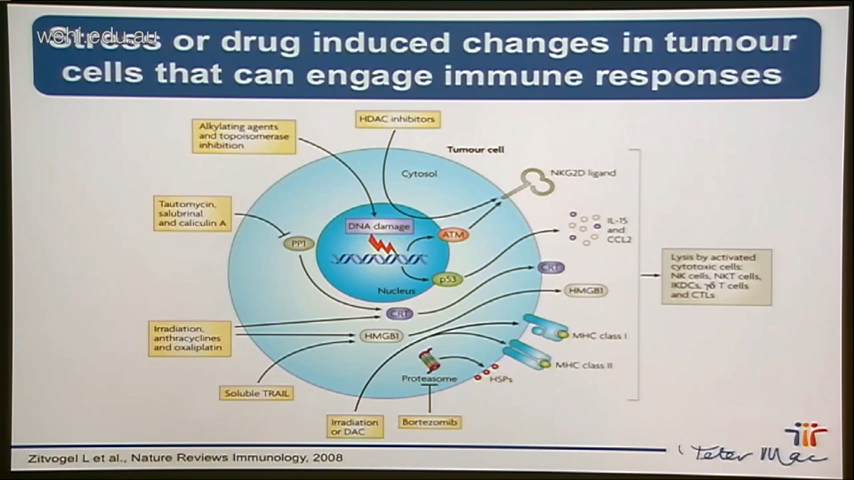 wehi.edu.au
Stress or drug induced changes in tumour
cells that can engage immune responses
HDAC inhibitors
Alkylating agents
and topoisomerase
inhibition
Tumour cell
Cytosol
NKG2D ligand
Tautomycin,
salubrinal
and caliculin A
DNA damage
ATM
IL-15
and
CCL2
PP1
p53
CRT
Lysis by activated
cytotoxic cells:
NK cells, NKT cells,
IKDCs, γδ T cells
and CTLs
Nucleus
HMGB1
CRT
Irradiation,
anthracyclines
and oxaliplatin
HMGB1
MHC class I
MHC class II
Proteasome
HSPs
Soluble TRAIL
Irradiation
or DAC
Bortezomib
Zitvogel L et al., Nature Reviews Immunology, 2008
Peter Mac